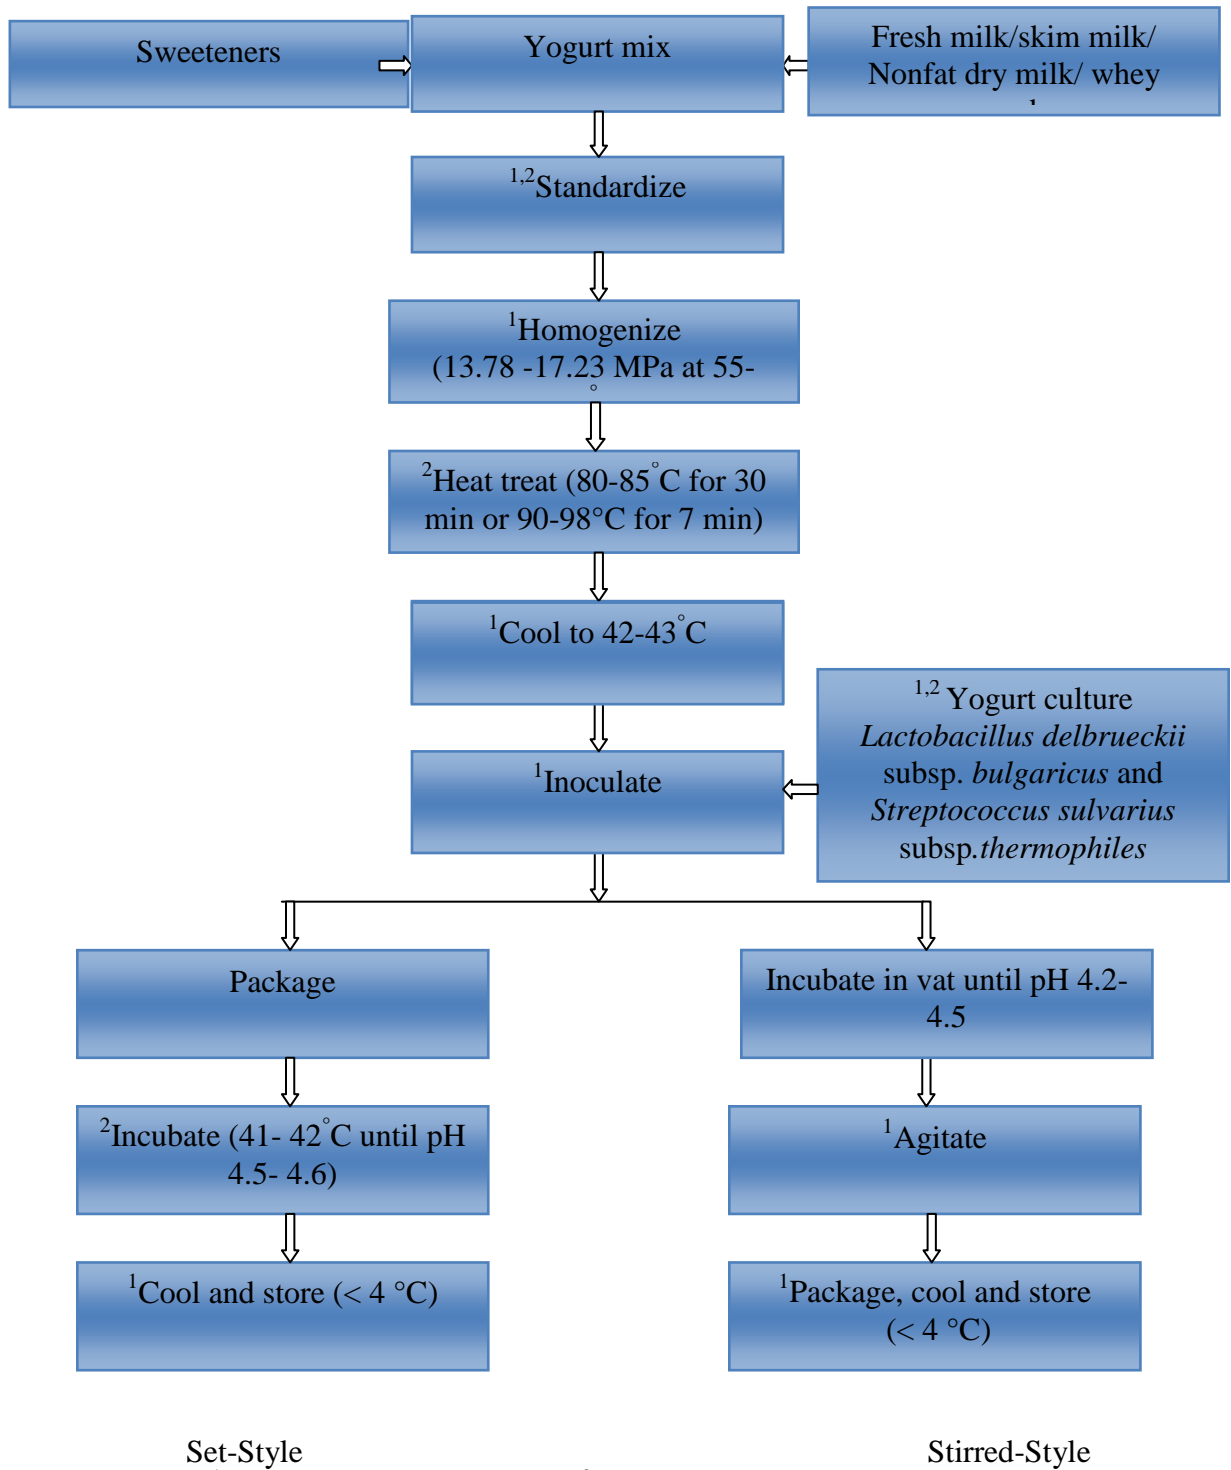 Sweeteners
Yogurt mix
Fresh milk/skim milk/
Nonfat dry milk/ whey
1,2Standardize
1Homogenize
(13.78 -17.23 MPa at 55-
°
2Heat treat (80-85°C for 30
min or 90-98°C for 7 min)
1Cool to 42-43°C
1,2 Yogurt culture
Lactobacillus delbrueckii
subsp. bulgaricus and
Streptococcus sulvarius
subsp.thermophiles
1Inoculate
Package
2Incubate (41- 42°C until pH
4.5- 4.6)
1Cool and store (< 4 °C)
Incubate in vat until pH 4.2-
4.5
1Agitate
1Package, cool and store
(< 4 °C)
Set-Style
Stirred-Style